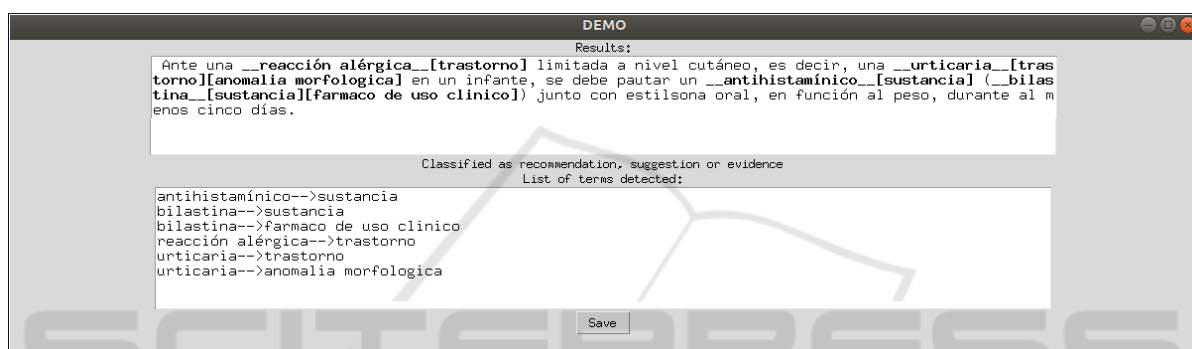 DEMO
Results:
Ante una __reacción alérgica__[trastorno] limitada a nivel cutáneo, es decir, una __urticaria__[tras
torno][anomalia morfologica] en un infante, se debe pautar un __antihistamínico__[sustancia] (__bilas
tina__[sustancia][farmaco de uso clinico]) junto con estilsona oral, en función al peso, durante al m
enos cinco días.
Classified as recommendation, suggestion or evidence
List of terms detected:
antihistamínico-->sustancia
bilastina-->sustancia
bilastina-->farmaco de uso clinico
reacción alérgica-->trastorno
urticaria-->trastorno
urticaria-->anomalia morfologica
Save
SCITEPRESS